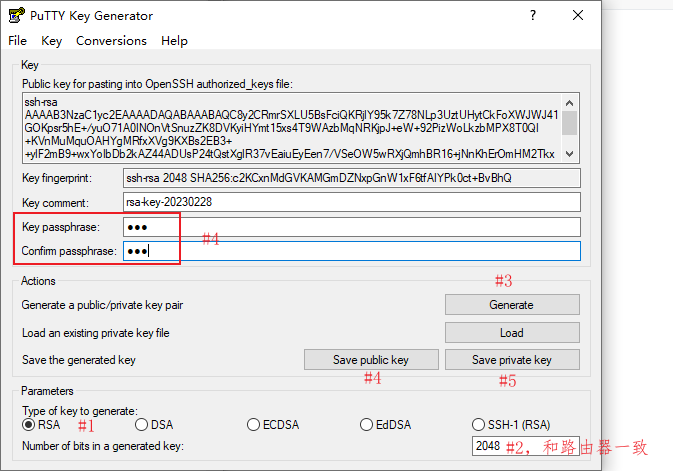 PuTTY Key Generator
File Key Conversions Help
Key
Public key for pasting into OpenSSH authorized_keys file:
ssh-rsa
AAAAB3NzaC1yc2EAAAADAQABAAABAQC8y2CRmrSXLU5BsFciQKRjlY95k7Z78NLp3UztUHytCkFoXWJWJ41
GOKpsr5hE+/yuO71A0INOnVtSnuzZK8DVKyiHYmt15xs4T9WAzbMqNRKjpJ+eW+92PizWoLkzbMPX8T0QI
+KVnMuMquOAHYgMRfxXVg9KXBs2EB3+
+yIF2mB9+wxYolbDb2kAZ44ADUsP24tQstXglR37vEaiuEyEen7/VSeOW5wRXjQmhBR16+jNnKhErOmHM2Tkx
Key fingerprint: ssh-rsa 2048 SHA256:c2KCxnMdGVKAMGmDZNxpGnW1xF6tfAIYPk0ct+BvBhQ
Key comment: rsa-key-20230228
Key passphrase: ●●●
#4
Confirm passphrase: ●●●
Actions
#3
Generate a public/private key pair Generate
Load an existing private key file Load
Save the generated key Save public key Save private key
#4 #5
Parameters
Type of key to generate:
RSA #1 DSA ECDSA EdDSA SSH-1 (RSA)
Number of bits in a generated key: 2048 #2，和路由器一致